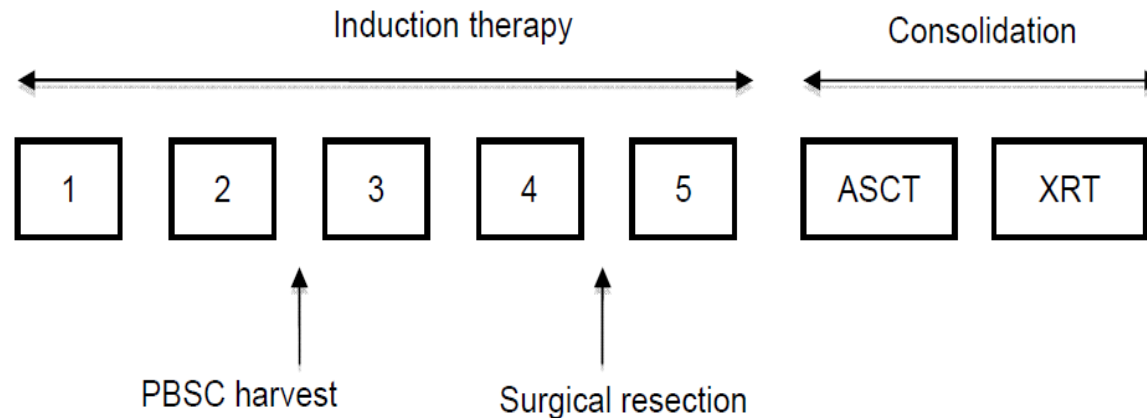 Induction therapy
Consolidation
1
2
3
4
5
ASCT
XRT
PBSC harvest
Surgical resection